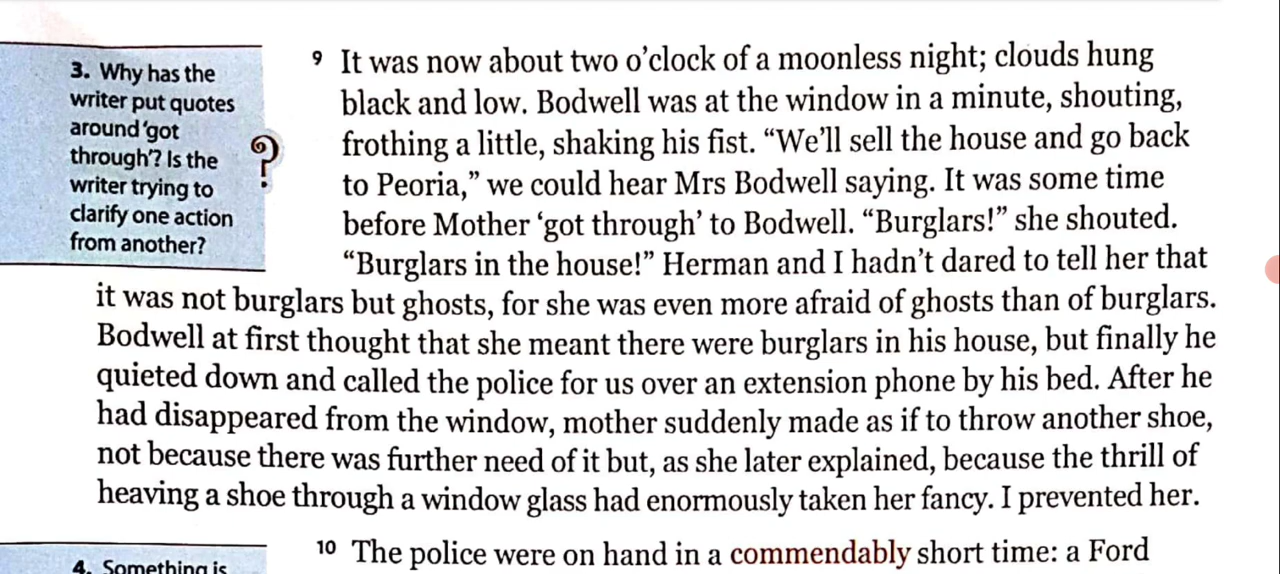 3. Why has the
writer put quotes
around ‘got
through’? Is the
writer trying to
clarify one action
from another?
?
9 It was now about two o’clock of a moonless night; clouds hung
black and low. Bodwell was at the window in a minute, shouting,
frothing a little, shaking his fist. “We’ll sell the house and go back
to Peoria,” we could hear Mrs Bodwell saying. It was some time
before Mother ‘got through’ to Bodwell. “Burglars!” she shouted.
“Burglars in the house!” Herman and I hadn’t dared to tell her that
it was not burglars but ghosts, for she was even more afraid of ghosts than of burglars.
Bodwell at first thought that she meant there were burglars in his house, but finally he
quieted down and called the police for us over an extension phone by his bed. After he
had disappeared from the window, mother suddenly made as if to throw another shoe,
not because there was further need of it but, as she later explained, because the thrill of
heaving a shoe through a window glass had enormously taken her fancy. I prevented her.
4. Something is
10 The police were on hand in a commendably short time: a Ford